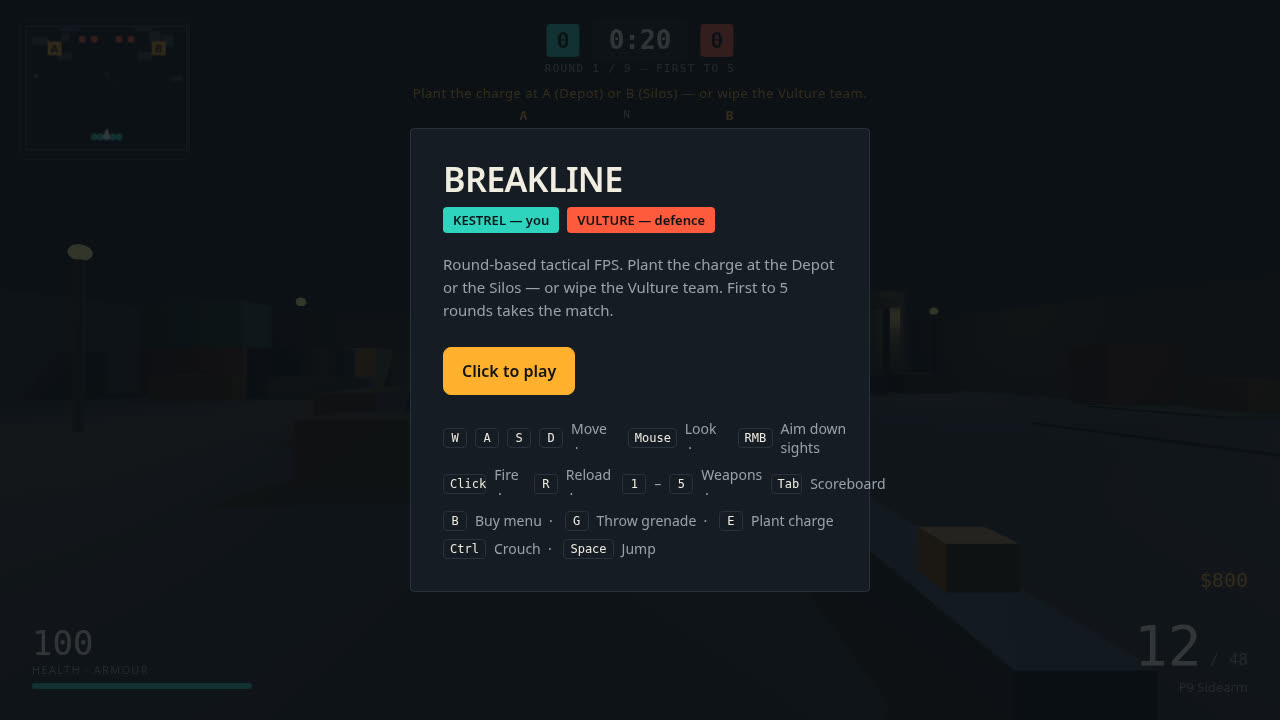 A B
0 0:20 0
ROUND 1 / 9 — FIRST TO 5
Plant the charge at A (Depot) or B (Silos) — or wipe the Vulture team.
A N B
BREAKLINE
KESTREL — you VULTURE — defence
Round-based tactical FPS. Plant the charge at the Depot
or the Silos — or wipe the Vulture team. First to 5
rounds takes the match.
Click to play
W A S D Move · Mouse Look · RMB Aim down sights
Click Fire · R Reload · 1 – 5 Weapons · Tab Scoreboard
B Buy menu · G Throw grenade · E Plant charge
Ctrl Crouch · Space Jump
$800
100
HEALTH · ARMOUR
12 / 48
P9 Sidearm